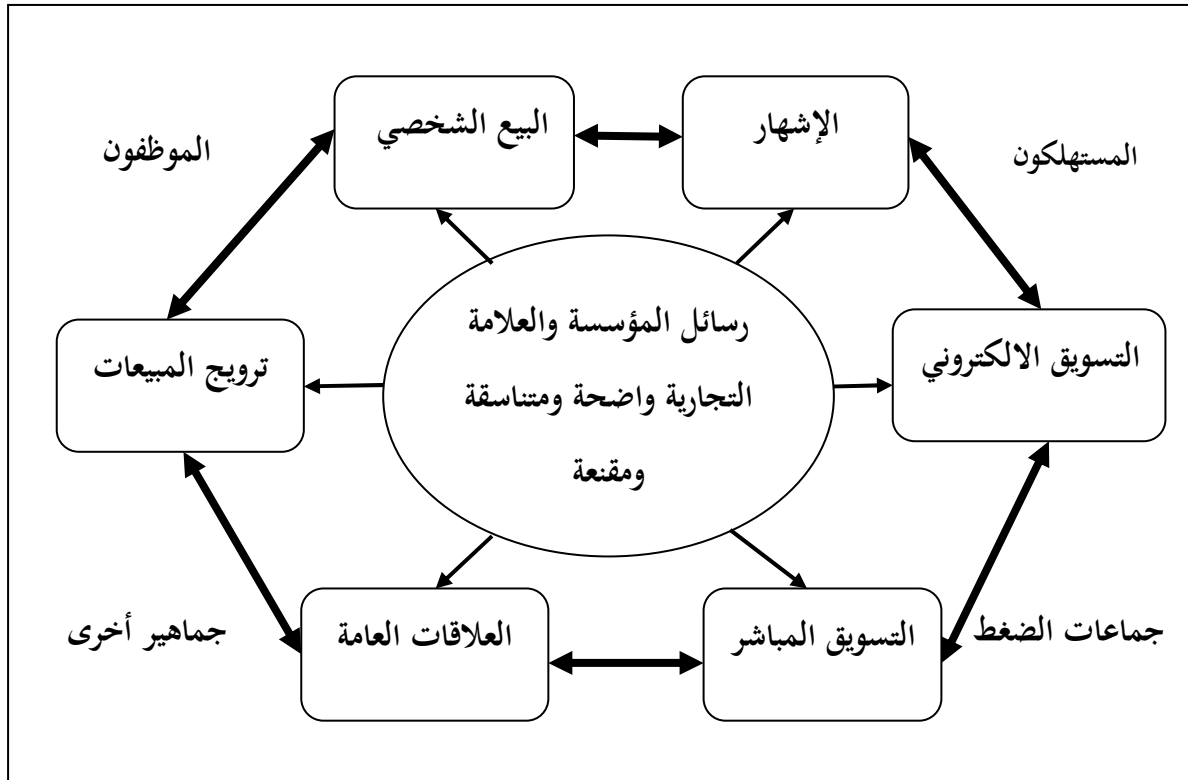 الإشهار
البيع الشخصي
المستهلكون
الموظفون
رسائل المؤسسة والعلامة
التجارية واضحة ومتناسقة
ومقنعة
التسويق الالكتروني
ترويج المبيعات
جماعات الضغط
التسويق المباشر
العلاقات العامة
جماهير أخرى